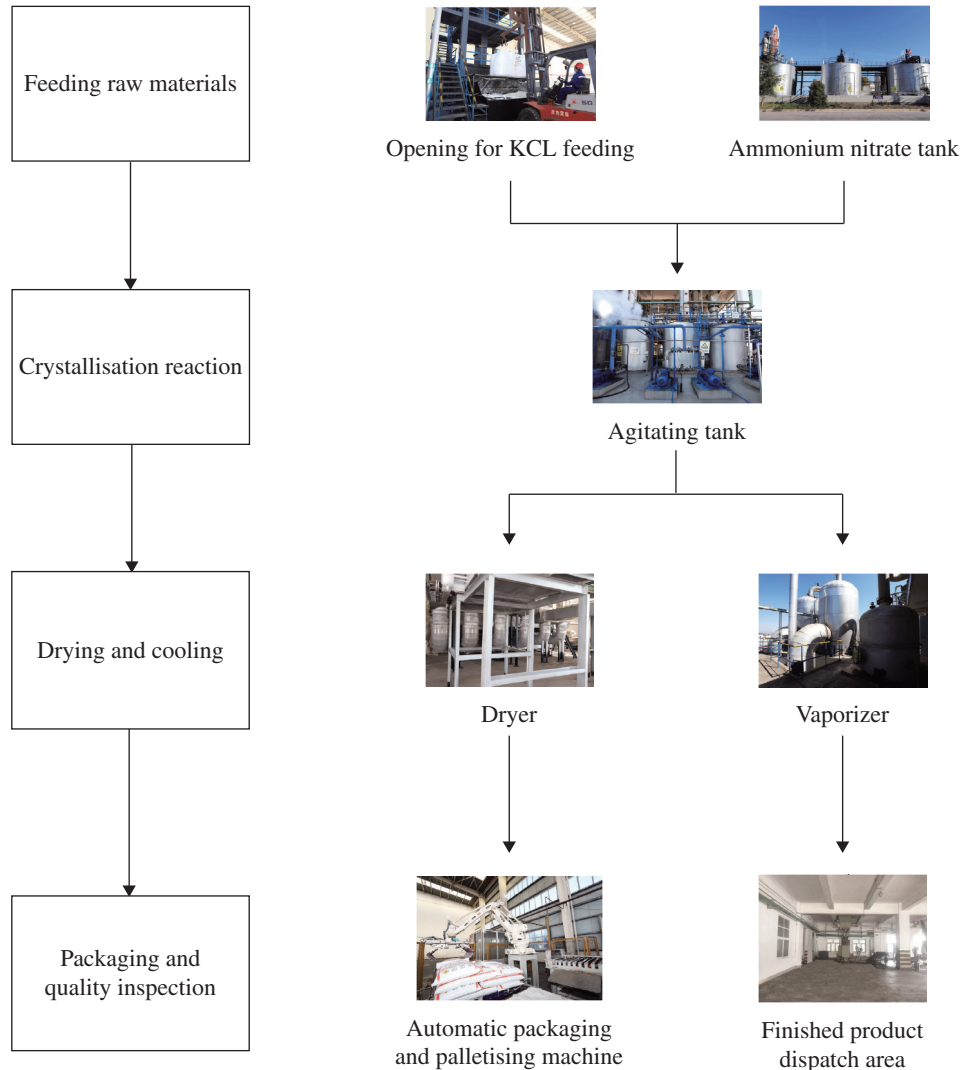 Feeding raw materials
Opening for KCL feeding
Ammonium nitrate tank
Crystallisation reaction
Agitating tank
Drying and cooling
Dryer
Vaporizer
Packaging and
quality inspection
Automatic packaging
and palletising machine
Finished product
dispatch area